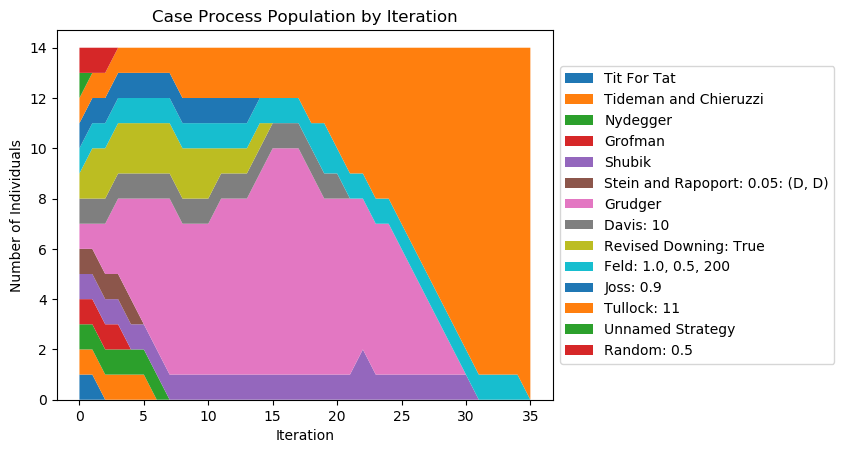 Case Process Population by Iteration
Number of Individuals
14
12
10
8
6
4
2
0
0 5 10 15 20 25 30 35
Iteration
Tit For Tat
Tideman and Chieruzzi
Nydegger
Grofman
Shubik
Stein and Rapoport: 0.05: (D, D)
Grudger
Davis: 10
Revised Downing: True
Feld: 1.0, 0.5, 200
Joss: 0.9
Tullock: 11
Unnamed Strategy
Random: 0.5